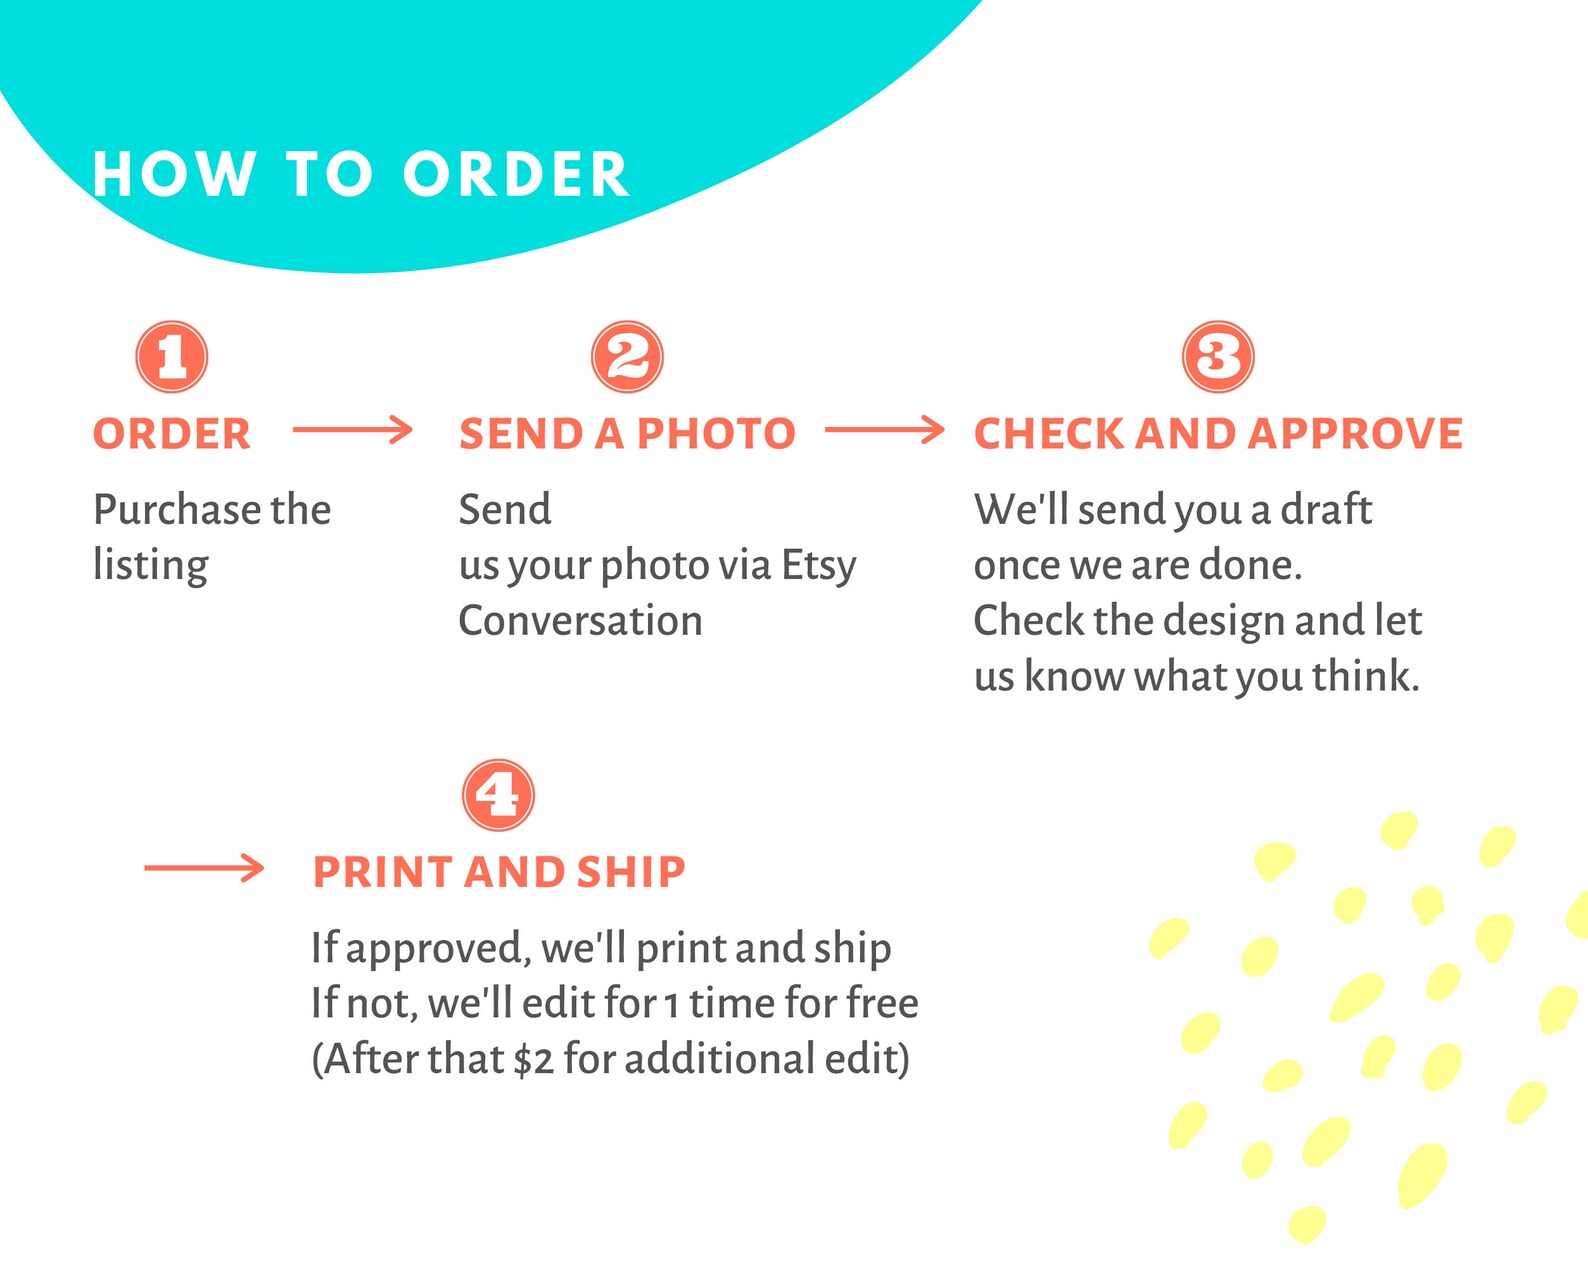 HOW TO ORDER
1
ORDER
Purchase the
listing
2
SEND A PHOTO
Send
us your photo via Etsy
Conversation
3
CHECK AND APPROVE
We'll send you a draft
once we are done.
Check the design and let
us know what you think.
4
PRINT AND SHIP
If approved, we'll print and ship
If not, we'll edit for 1 time for free
(After that $2 for additional edit)